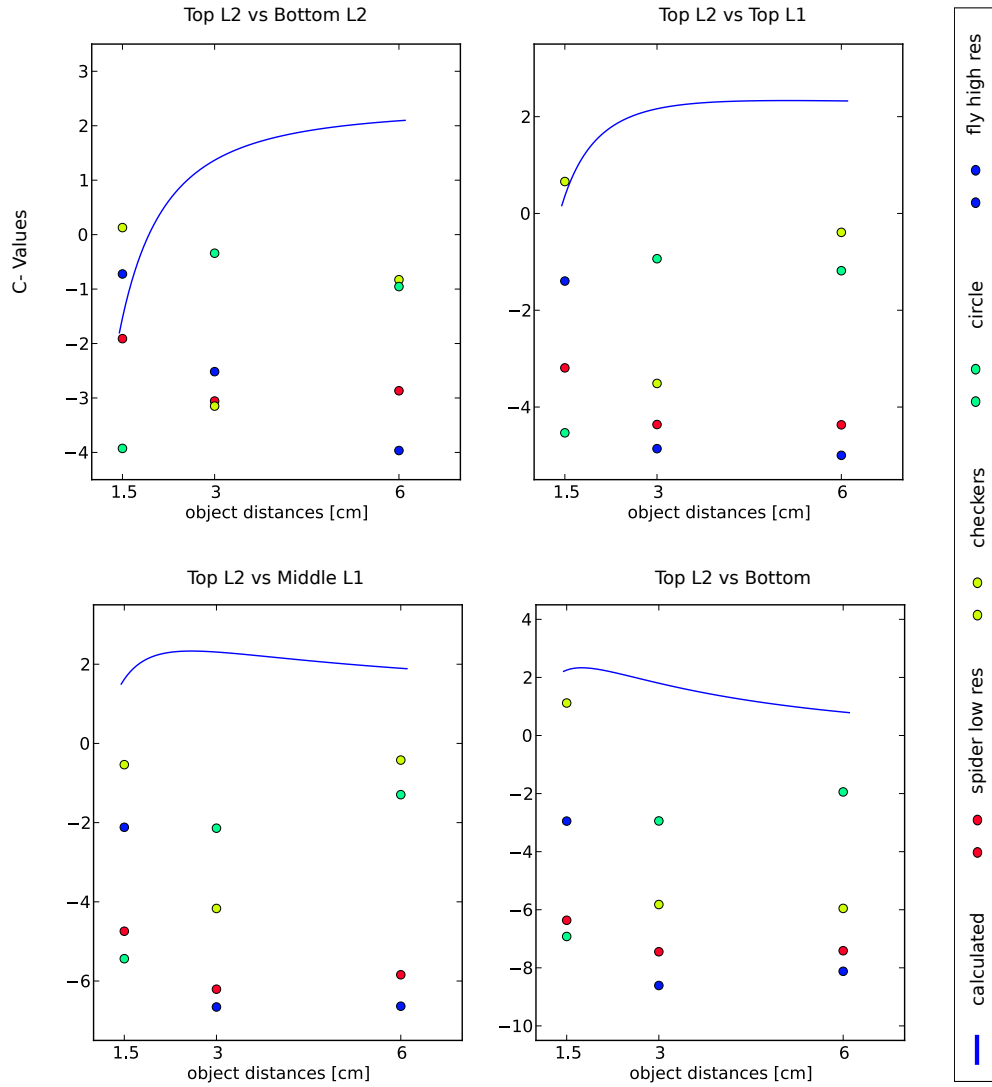 Top L2 vs Bottom L2
Top L2 vs Top L1
C- Values
3
2
1
0
−1
−2
−3
−4
1.5 3 6
object distances [cm]
2
0
−2
−4
1.5 3 6
object distances [cm]
Top L2 vs Middle L1
Top L2 vs Bottom
2
0
−2
−4
−6
1.5 3 6
object distances [cm]
4
2
0
−2
−4
−6
−8
−10
1.5 3 6
object distances [cm]
calculated
spider low res
checkers
circle
fly high res